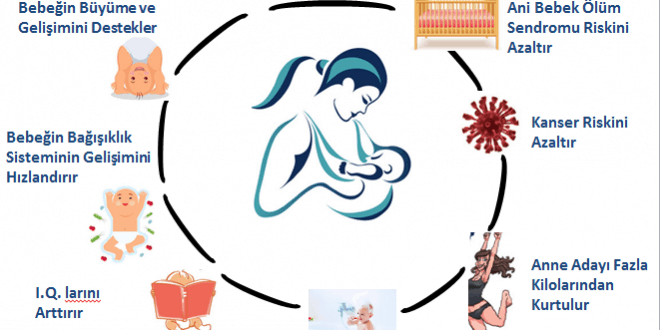 Bebeğin Büyüme ve
Gelişimini Destekler
Ani Bebek Ölüm
Sendromu Riskini
Azaltır
Kanser Riskini
Azaltır
Bebeğin Bağışıklık
Sisteminin Gelişimini
Hızlandırır
Anne Adayı Fazla
Kilolarından
Kurtulur
I.Q. larını
Arttırır